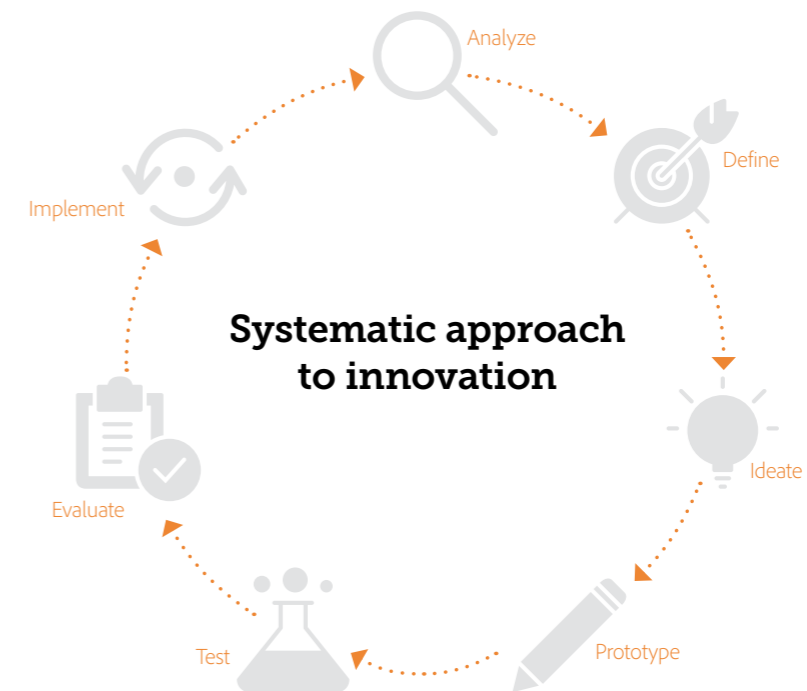 Analyze
Define
Implement
Systematic approach
to innovation
Ideate
Evaluate
Prototype
Test